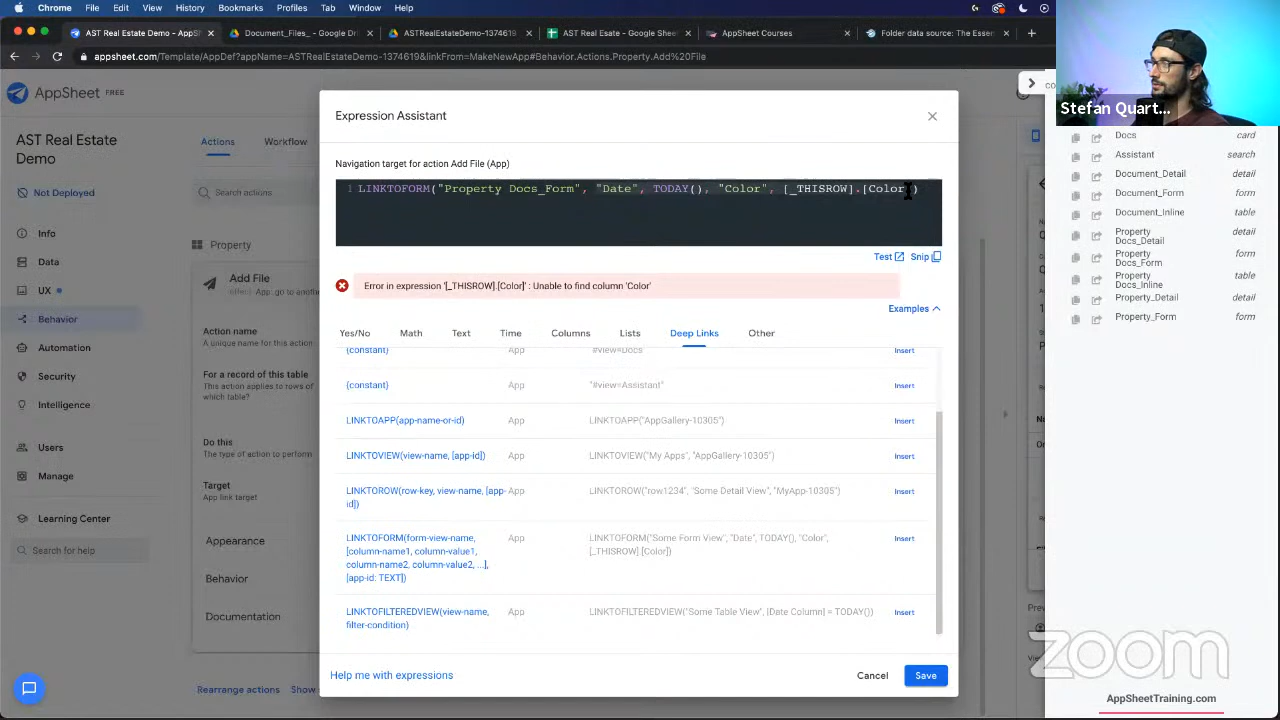 Chrome File Edit View History Bookmarks Profiles Tab Window Help
AST Real Estate Demo - AppShe
Document_Files_ - Google Dri
ASTRealEstateDemo-1374619
AST Real Esate - Google Shee
AppSheet Courses
Folder data source: The Essen
appsheet.com/Template/AppDef?appName=ASTRealEstateDemo-1374619&linkFrom=MakeNewApp#Behavior.Actions.Property.Add%20File
AppSheet FREE
AST Real Estate
Demo
Not Deployed
Info
Data
UX
Behavior
Automation
Security
Intelligence
Users
Manage
Learning Center
Search for help
Actions
Workflow
Search actions
Property
Add File
effect: App: go to anothe
Action name
A unique name for this action
For a record of this table
This action applies to rows of
which table?
Do this
The type of action to perform
Target
App link target
Appearance
Behavior
Documentation
Rearrange actions
Show
Expression Assistant
Navigation target for action Add File (App)
1 LINKTOFORM("Property Docs_Form", "Date", TODAY(), "Color", [_THISROW].[Color])
Test
Snip
Error in expression '[_THISROW].[Color]' : Unable to find column 'Color'
Examples
Yes/No Math Text Time Columns Lists Deep Links Other
{constant} App "#view=Docs" Insert
{constant} App "#view=Assistant" Insert
LINKTOAPP(app-name-or-id) App LINKTOAPP("AppGallery-10305") Insert
LINKTOVIEW(view-name, [app-id]) App LINKTOVIEW("My Apps", "AppGallery-10305") Insert
LINKTOROW(row-key, view-name, [app- App LINKTOROW("row1234", "Some Detail View", "MyApp-10305") Insert
id])
LINKTOFORM(form-view-name, App LINKTOFORM("Some Form View", "Date", TODAY(), "Color", Insert
[column-name1, column-value1, [_THISROW].[Color])
column-name2, column-value2, ...],
[app-id: TEXT])
LINKTOFILTEREDVIEW(view-name, App LINKTOFILTEREDVIEW("Some Table View", [Date Column] = TODAY()) Insert
filter-condition)
Help me with expressions
Cancel
Save
Stefan Quart...
Docs card
Assistant search
Document_Detail detail
Document_Form form
Document_Inline table
Property detail
Docs_Detail
Property form
Docs_Form
Property table
Docs_Inline
Property_Detail detail
Property_Form form
zoom
AppSheetTraining.com